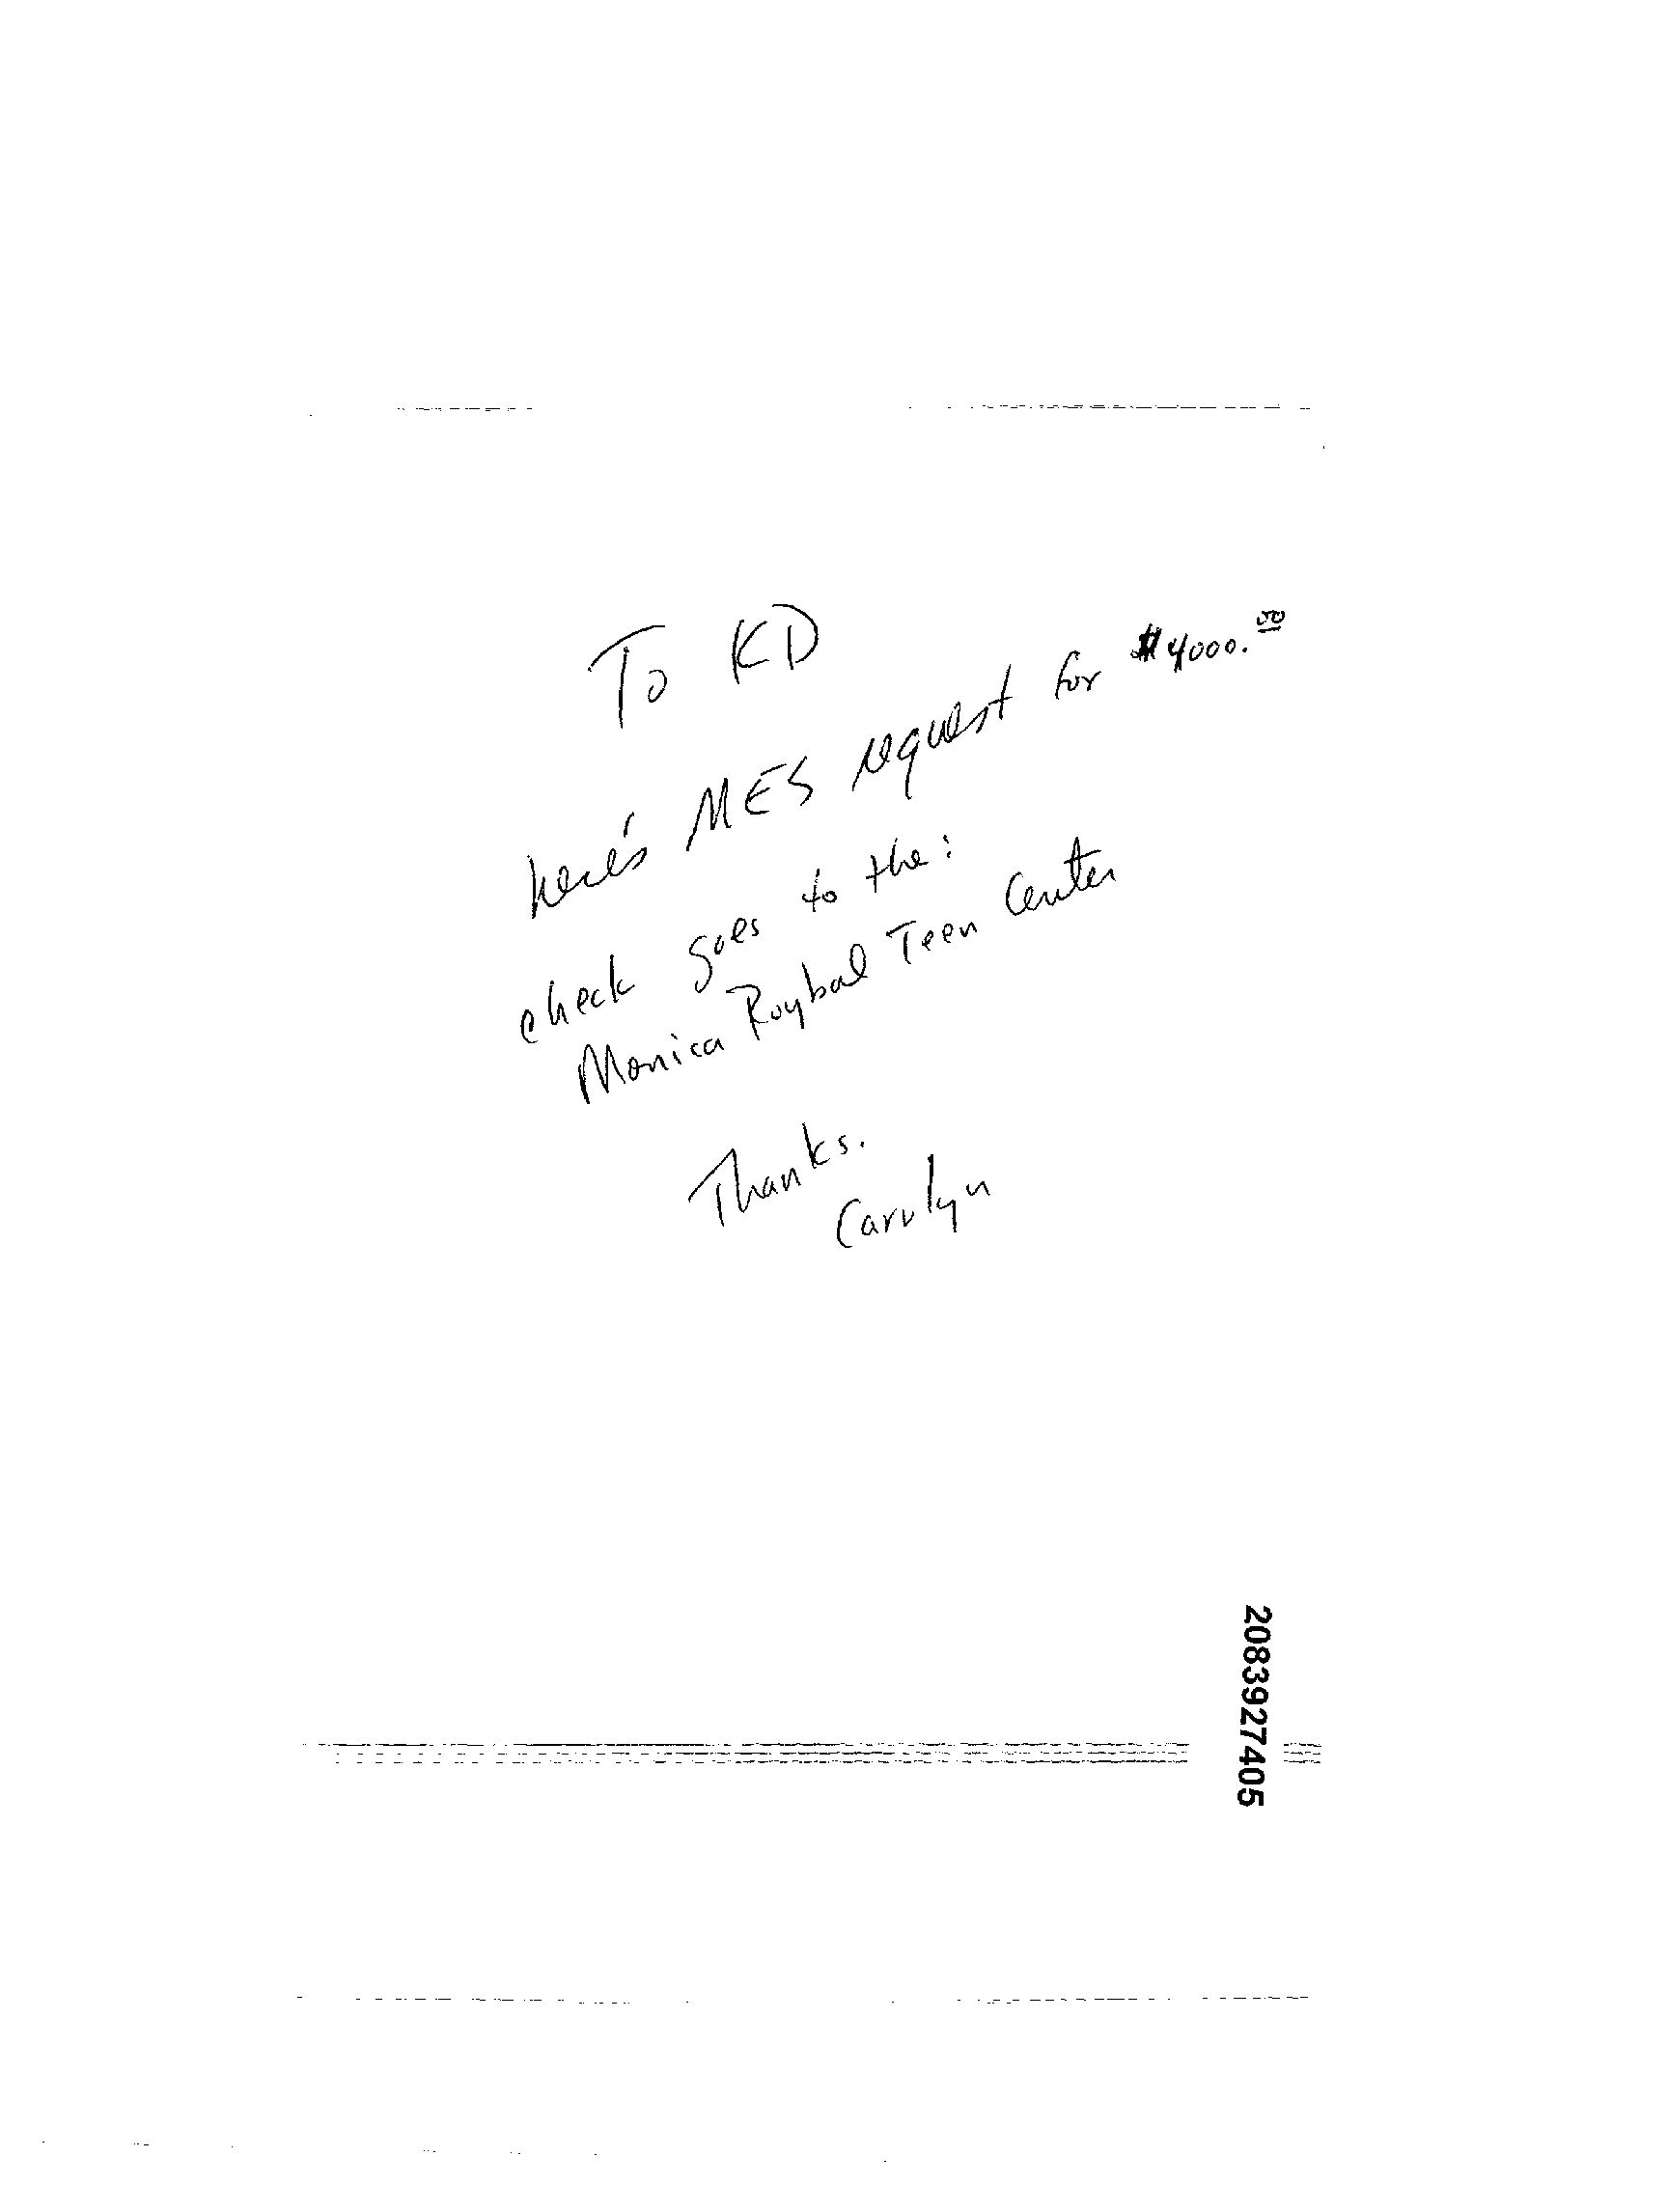 To KD
here's MES request for $4000.00
check goes to the:
Monica Roybal Teen Center
Thanks.
Carolyn
2083927405